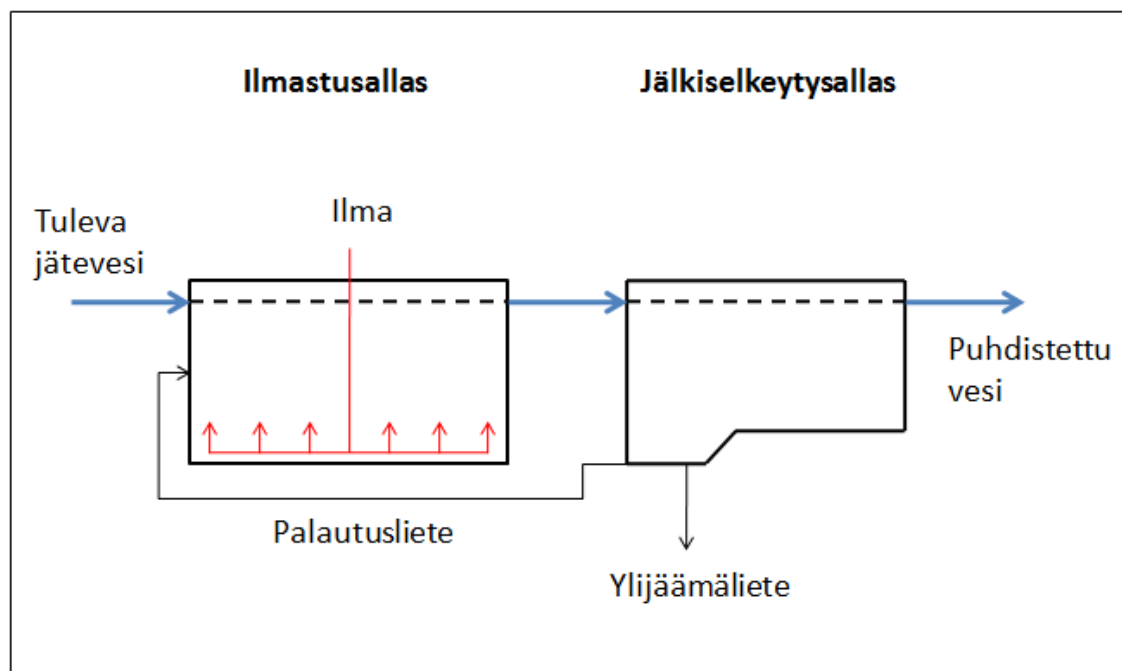 Ilmastusallas
Jälkiselkeytysallas
Tuleva
jätevesi
Ilma
Puhdistettu
vesi
Palautusliete
Ylijäämäliete